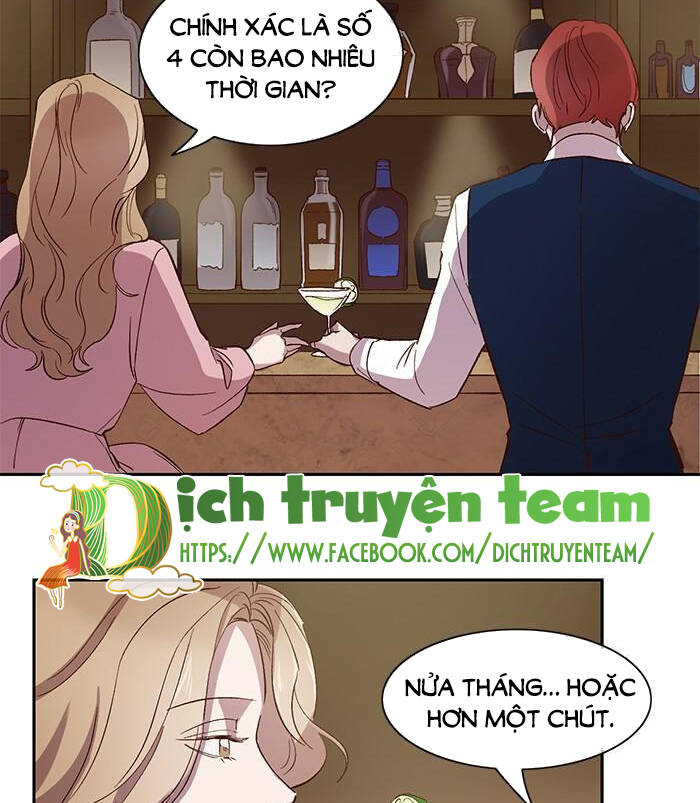 CHÍNH XÁC LÀ SỐ
4 CÒN BAO NHIÊU
THỜI GIAN?
Dịch truyện team
HTTPS://WWW.FACEBOOK.COM/DICHTRUYENTEAM/
NỬA THÁNG... HOẶC
HƠN MỘT CHÚT.